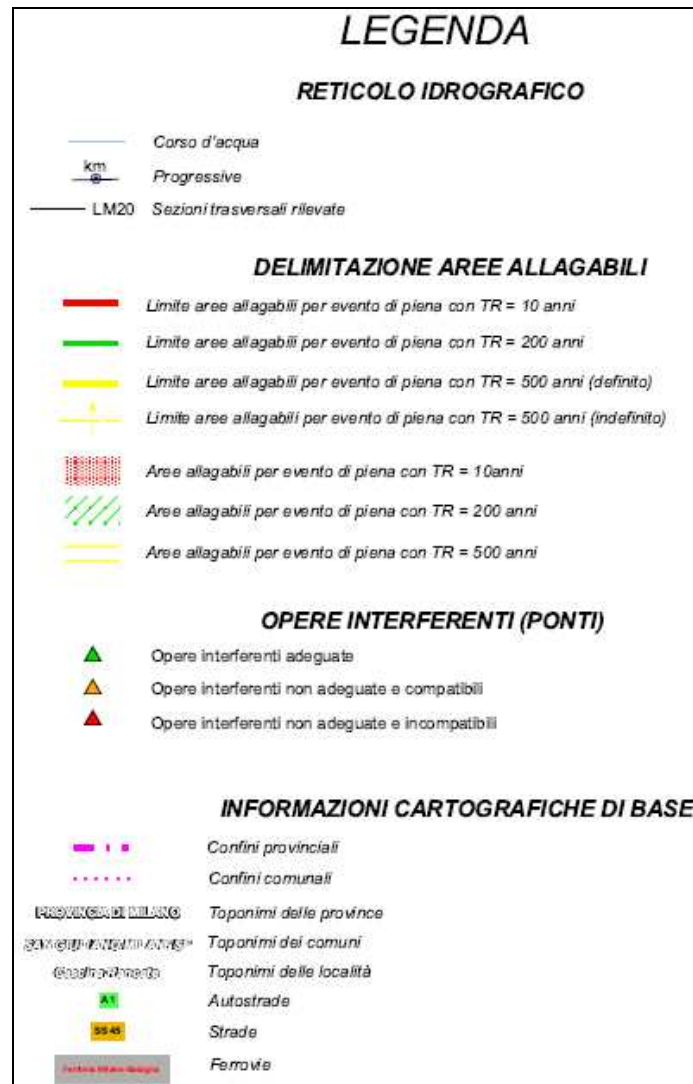 LEGENDA
RETICOLO IDROGRAFICO
Corso d'acqua
km
Progressive
LM20 Sezioni trasversali rilevate
DELIMITAZIONE AREE ALLAGABILI
Limite aree allagabili per evento di piena con TR = 10 anni
Limite aree allagabili per evento di piena con TR = 200 anni
Limite aree allagabili per evento di piena con TR = 500 anni (definito)
Limite aree allagabili per evento di piena con TR = 500 anni (indefinito)
Aree allagabili per evento di piena con TR = 10anni
Aree allagabili per evento di piena con TR = 200 anni
Aree allagabili per evento di piena con TR = 500 anni
OPERE INTERFERENTI (PONTI)
Opere interferenti adeguate
Opere interferenti non adeguate e compatibili
Opere interferenti non adeguate e incompatibili
INFORMAZIONI CARTOGRAFICHE DI BASE
Confini provinciali
Confini comunali
PROVINCIA DI MILANO Toponimi delle province
Toponimi dei comuni
Toponimi delle località
A1 Autostrade
SS45 Strade
Ferrovie